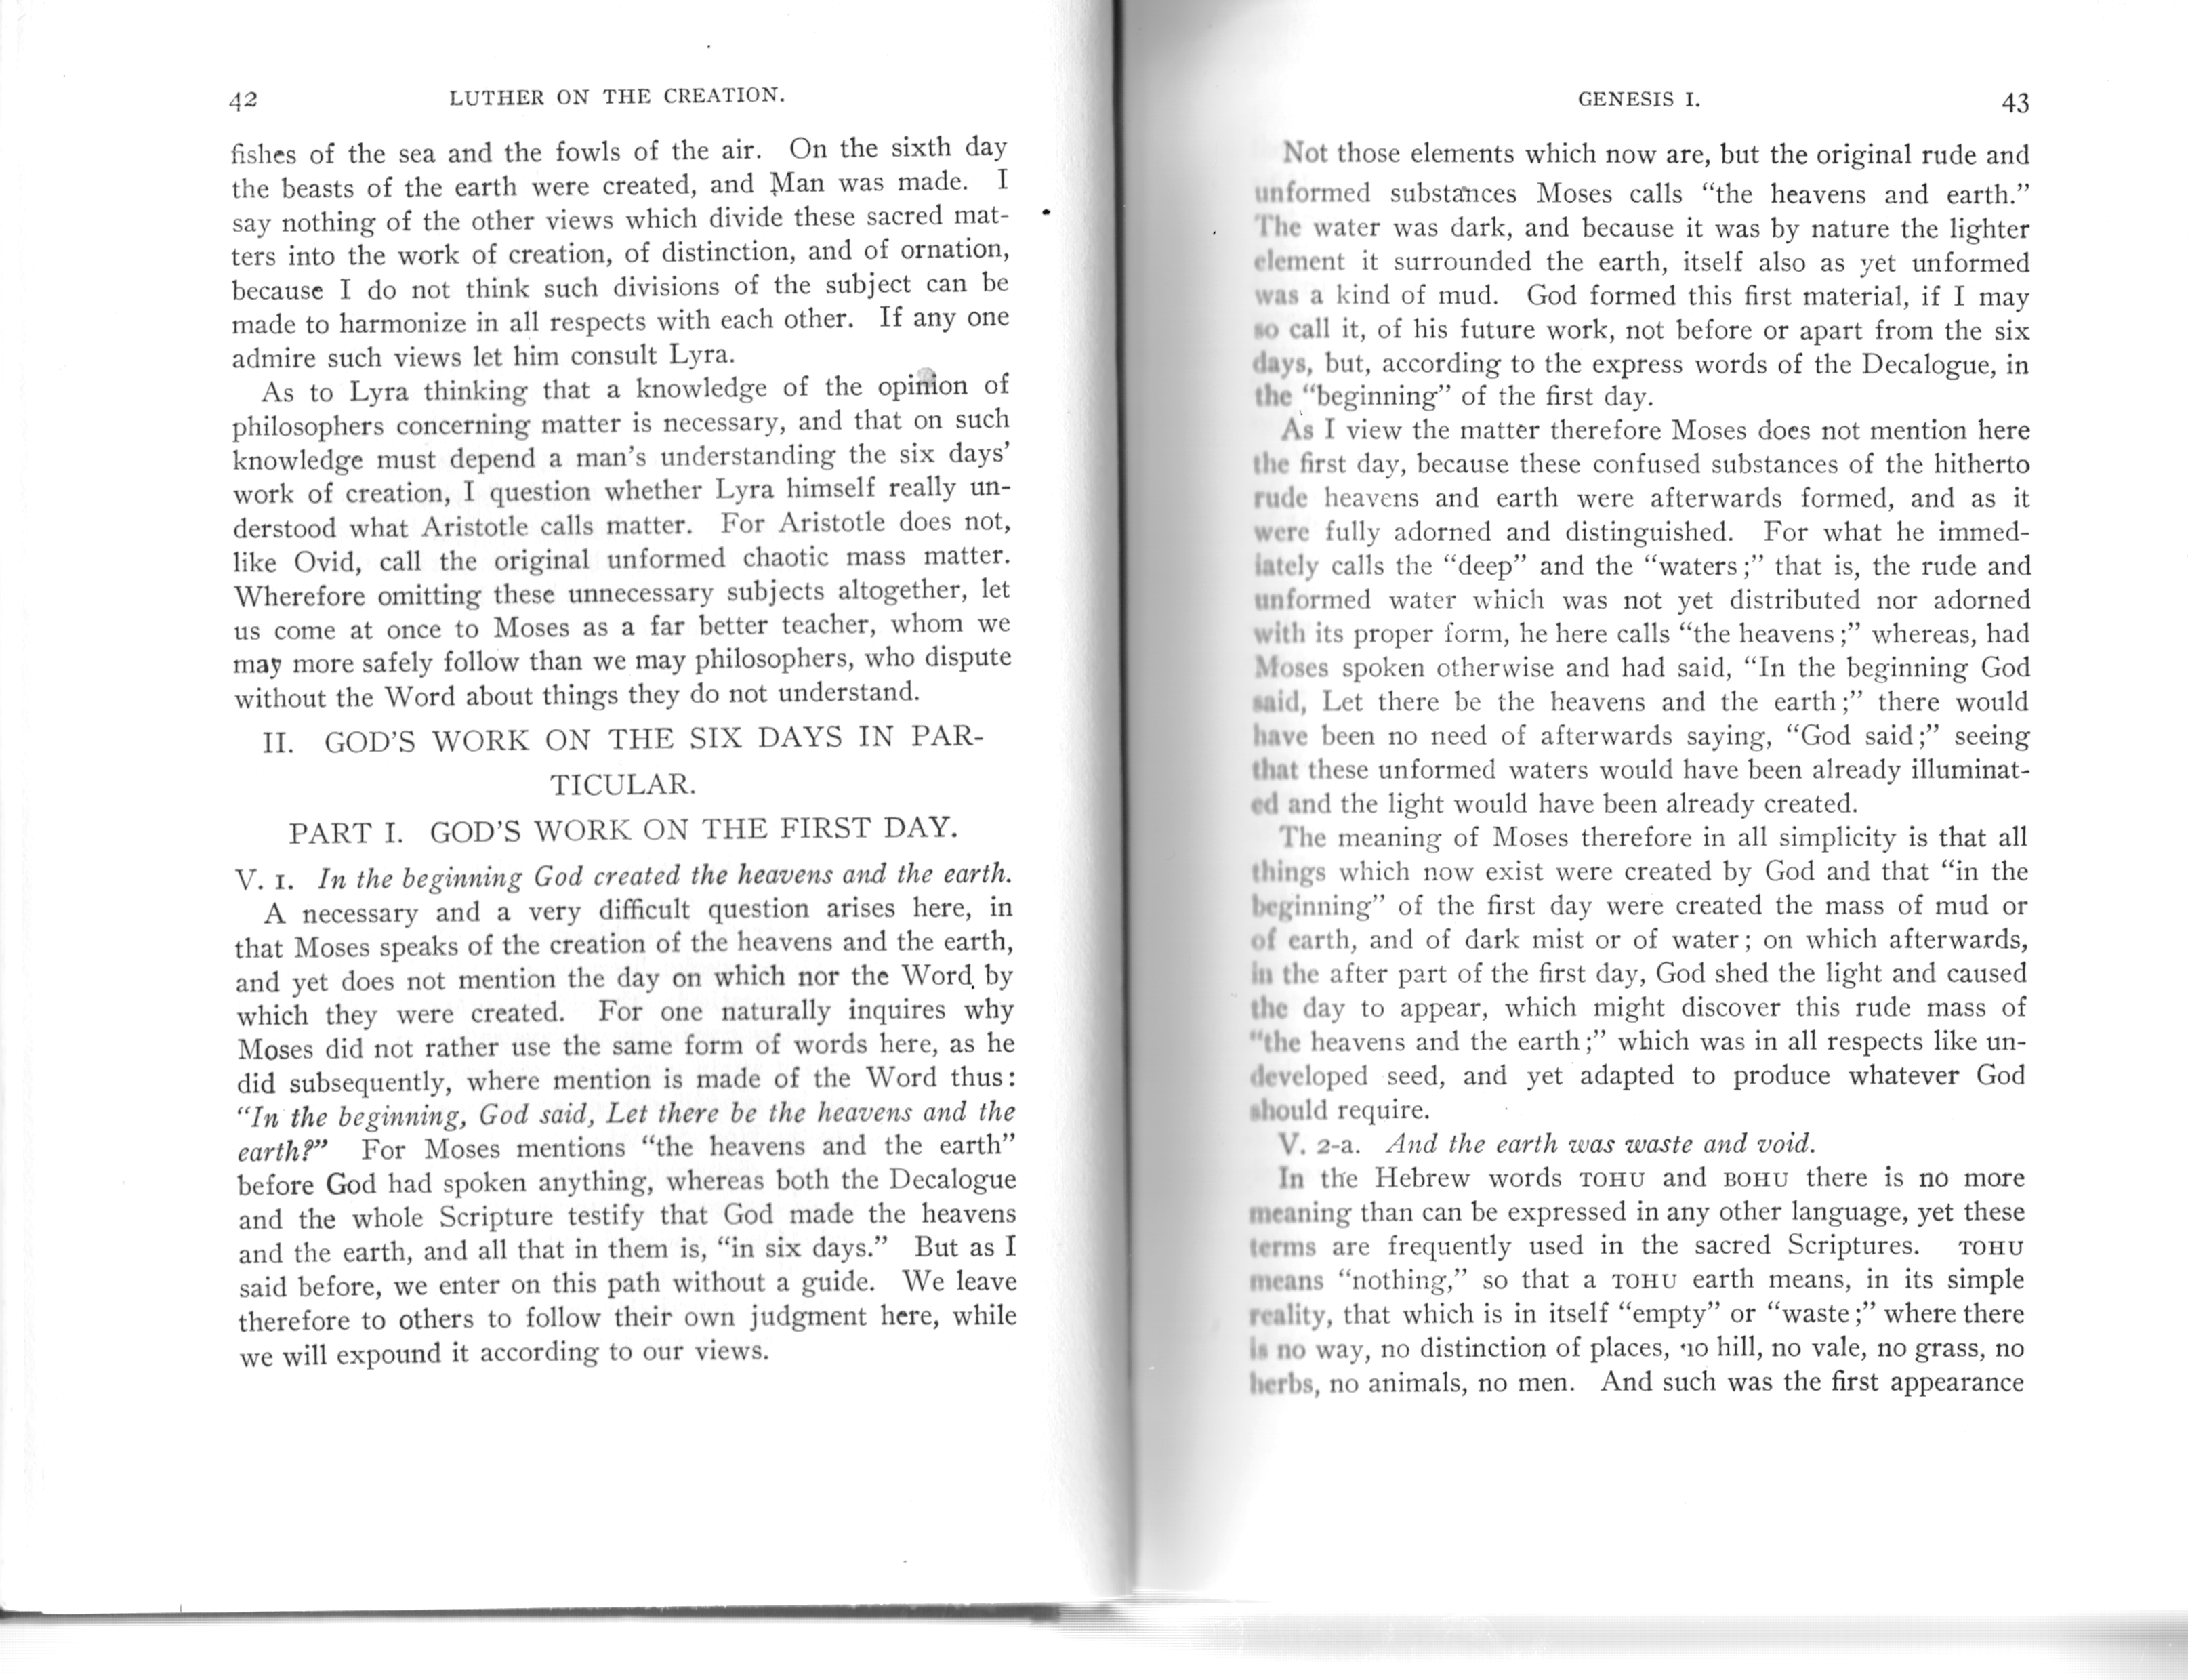 42 LUTHER ON THE CREATION.
fishes of the sea and the fowls of the air. On the sixth day
the beasts of the earth were created, and Man was made. I
say nothing of the other views which divide these sacred mat-
ters into the work of creation, of distinction, and of ornation,
because I do not think such divisions of the subject can be
made to harmonize in all respects with each other. If any one
admire such views let him consult Lyra.
As to Lyra thinking that a knowledge of the opinion of
philosophers concerning matter is necessary, and that on such
knowledge must depend a man's understanding the six days'
work of creation, I question whether Lyra himself really un-
derstood what Aristotle calls matter. For Aristotle does not,
like Ovid, call the original unformed chaotic mass matter.
Wherefore omitting these unnecessary subjects altogether, let
us come at once to Moses as a far better teacher, whom we
may more safely follow than we may philosophers, who dispute
without the Word about things they do not understand.
II. GOD'S WORK ON THE SIX DAYS IN PAR-
TICULAR.
PART I. GOD'S WORK ON THE FIRST DAY.
V. 1. In the beginning God created the heavens and the earth.
A necessary and a very difficult question arises here, in
that Moses speaks of the creation of the heavens and the earth,
and yet does not mention the day on which nor the Word by
which they were created. For one naturally inquires why
Moses did not rather use the same form of words here, as he
did subsequently, where mention is made of the Word thus:
“In the beginning, God said, Let there be the heavens and the
earth?” For Moses mentions “the heavens and the earth”
before God had spoken anything, whereas both the Decalogue
and the whole Scripture testify that God made the heavens
and the earth, and all that in them is, “in six days.” But as I
said before, we enter on this path without a guide. We leave
therefore to others to follow their own judgment here, while
we will expound it according to our views.
GENESIS I. 43
Not those elements which now are, but the original rude and
unformed substances Moses calls “the heavens and earth.”
The water was dark, and because it was by nature the lighter
element it surrounded the earth, itself also as yet unformed
was a kind of mud. God formed this first material, if I may
so call it, of his future work, not before or apart from the six
days, but, according to the express words of the Decalogue, in
the “beginning” of the first day.
As I view the matter therefore Moses does not mention here
the first day, because these confused substances of the hitherto
rude heavens and earth were afterwards formed, and as it
were fully adorned and distinguished. For what he immed-
iately calls the “deep” and the “waters;” that is, the rude and
unformed water which was not yet distributed nor adorned
with its proper form, he here calls “the heavens;” whereas, had
Moses spoken otherwise and had said, “In the beginning God
said, Let there be the heavens and the earth;” there would
have been no need of afterwards saying, “God said;” seeing
that these unformed waters would have been already illuminat-
ed and the light would have been already created.
The meaning of Moses therefore in all simplicity is that all
things which now exist were created by God and that “in the
beginning” of the first day were created the mass of mud or
of earth, and of dark mist or of water; on which afterwards,
in the after part of the first day, God shed the light and caused
the day to appear, which might discover this rude mass of
“the heavens and the earth;” which was in all respects like un-
developed seed, and yet adapted to produce whatever God
should require.
V. 2-a. And the earth was waste and void.
In the Hebrew words TOHU and BOHU there is no more
meaning than can be expressed in any other language, yet these
terms are frequently used in the sacred Scriptures. TOHU
means “nothing,” so that a TOHU earth means, in its simple
reality, that which is in itself “empty” or “waste;” where there
is no way, no distinction of places, no hill, no vale, no grass, no
herbs, no animals, no men. And such was the first appearance